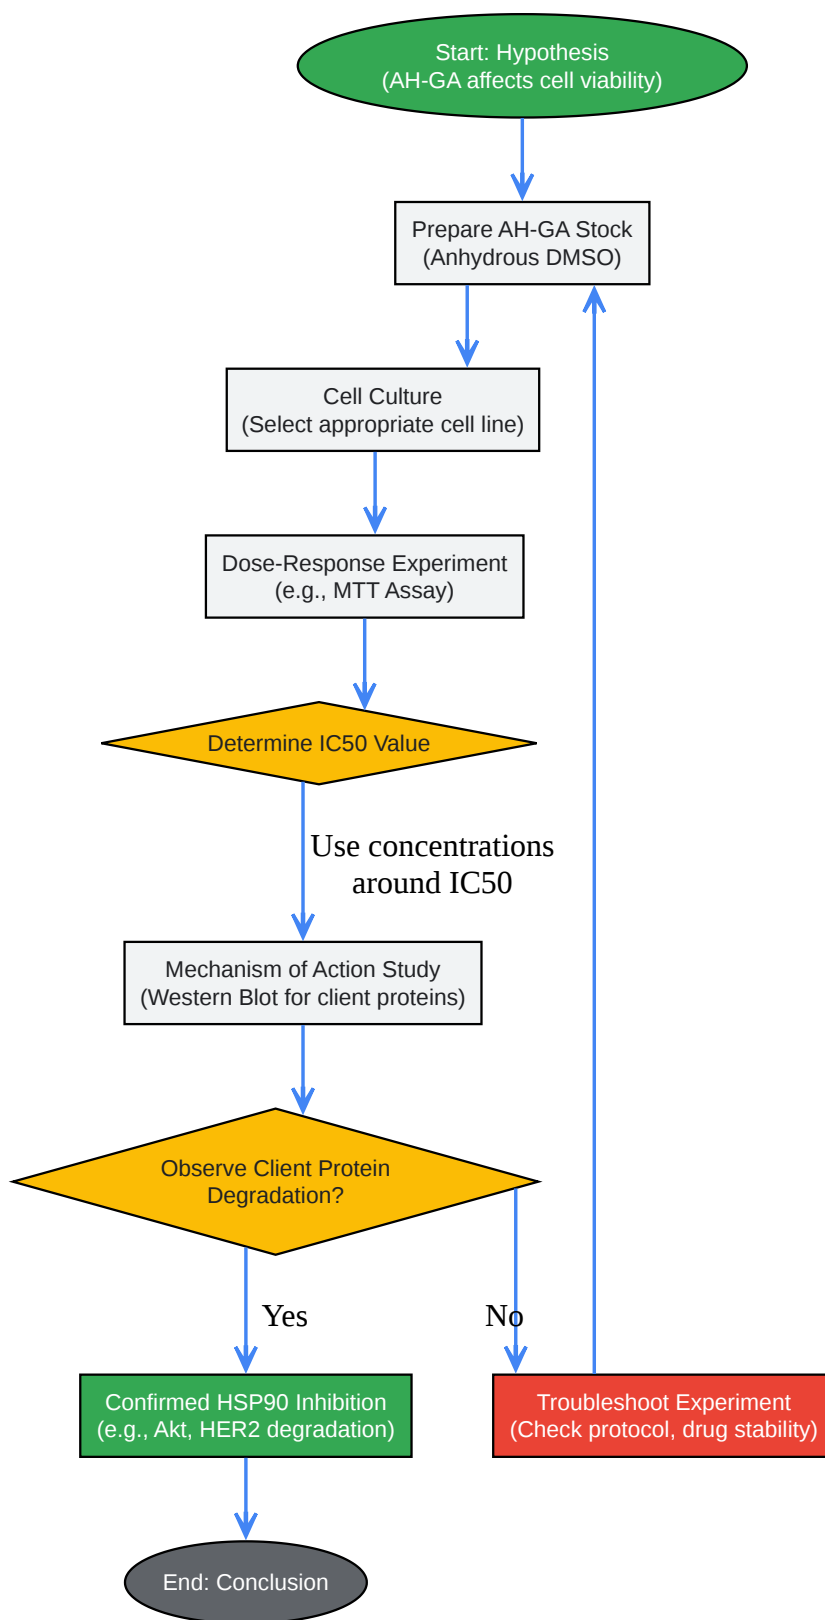 Start: Hypothesis
(AH-GA affects cell viability)
Prepare AH-GA Stock
(Anhydrous DMSO)
Cell Culture
(Select appropriate cell line)
Dose-Response Experiment
(e.g., MTT Assay)
Determine IC50 Value
Use concentrations
around IC50
Mechanism of Action Study
(Western Blot for client proteins)
Observe Client Protein
Degradation?
Yes
No
Confirmed HSP90 Inhibition
(e.g., Akt, HER2 degradation)
Troubleshoot Experiment
(Check protocol, drug stability)
End: Conclusion